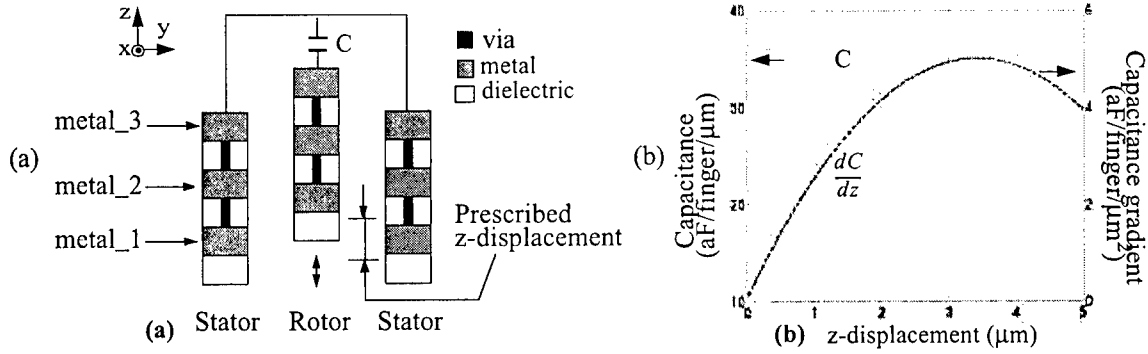 z
y
x
C
via
metal
dielectric
metal_3
metal_2
metal_1
(a)
Prescribed
z-displacement
(a) Stator Rotor Stator
(b)
Capacitance
(aF/finger/μm)
40
30
20
10
C
dC
dz
6
4
2
0
Capacitance gradient
(aF/finger/μm²)
0 1 2 3 4 5
(b) z-displacement (μm)